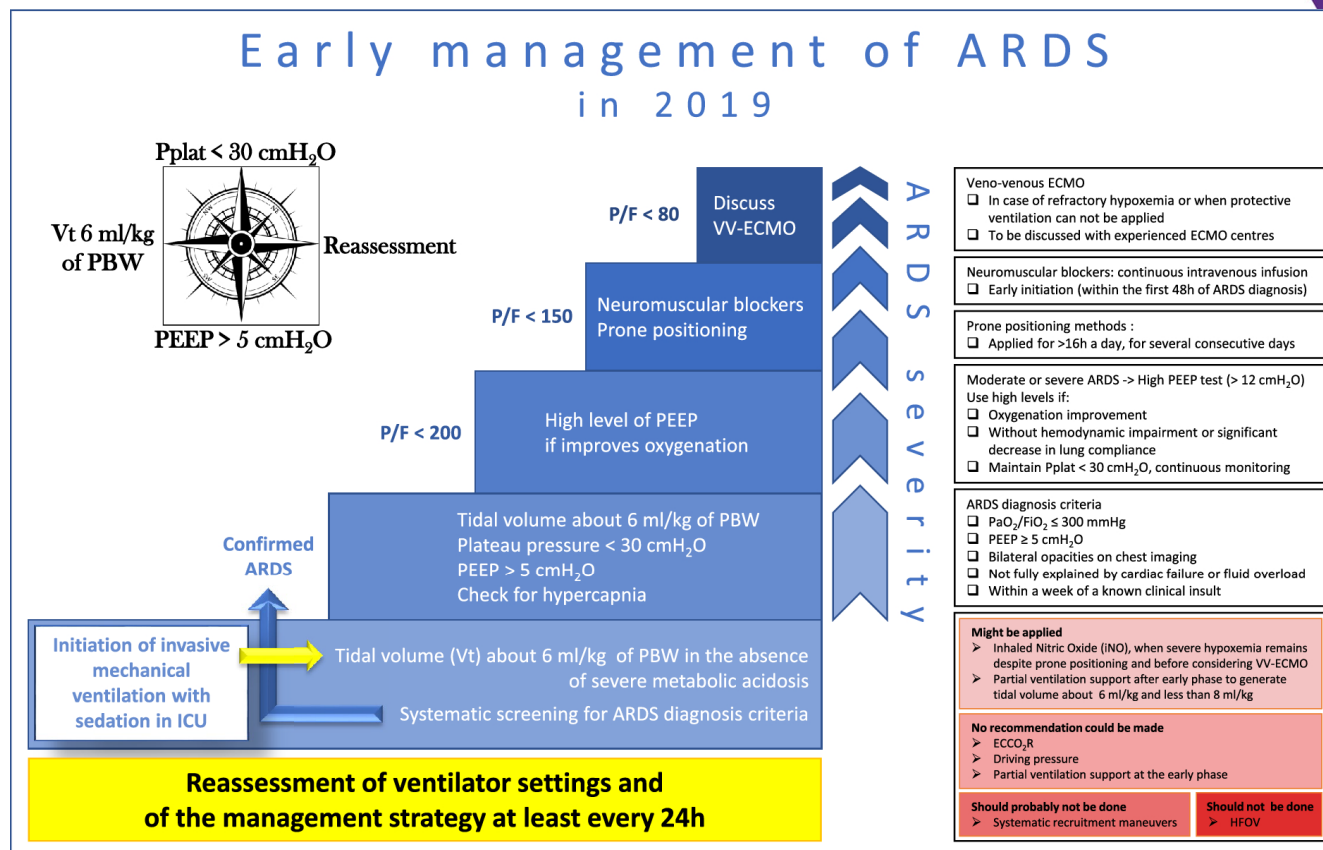 Early management of ARDS
in 2019
Pplat < 30 cmH₂O
Vt 6 ml/kg
of PBW
NW
NE
SW
SE
Reassessment
PEEP > 5 cmH₂O
P/F < 80
Discuss
VV-ECMO
P/F < 150
Neuromuscular blockers
Prone positioning
P/F < 200
High level of PEEP
if improves oxygenation
Confirmed
ARDS
Tidal volume about 6 ml/kg of PBW
Plateau pressure < 30 cmH₂O
PEEP > 5 cmH₂O
Check for hypercapnia
Initiation of invasive
mechanical
ventilation with
sedation in ICU
Tidal volume (Vt) about 6 ml/kg of PBW in the absence
of severe metabolic acidosis
Systematic screening for ARDS diagnosis criteria
Reassessment of ventilator settings and
of the management strategy at least every 24h
ARDS severity
Veno-venous ECMO
❑ In case of refractory hypoxemia or when protective
ventilation can not be applied
❑ To be discussed with experienced ECMO centres
Neuromuscular blockers: continuous intravenous infusion
❑ Early initiation (within the first 48h of ARDS diagnosis)
Prone positioning methods :
❑ Applied for >16h a day, for several consecutive days
Moderate or severe ARDS -> High PEEP test (> 12 cmH₂O)
Use high levels if:
❑ Oxygenation improvement
❑ Without hemodynamic impairment or significant
decrease in lung compliance
❑ Maintain Pplat < 30 cmH₂O, continuous monitoring
ARDS diagnosis criteria
❑ PaO₂/FiO₂ ≤ 300 mmHg
❑ PEEP ≥ 5 cmH₂O
❑ Bilateral opacities on chest imaging
❑ Not fully explained by cardiac failure or fluid overload
❑ Within a week of a known clinical insult
Might be applied
➢ Inhaled Nitric Oxide (iNO), when severe hypoxemia remains
despite prone positioning and before considering VV-ECMO
➢ Partial ventilation support after early phase to generate
tidal volume about 6 ml/kg and less than 8 ml/kg
No recommendation could be made
➢ ECCO₂R
➢ Driving pressure
➢ Partial ventilation support at the early phase
Should probably not be done
➢ Systematic recruitment maneuvers
Should not be done
➢ HFOV